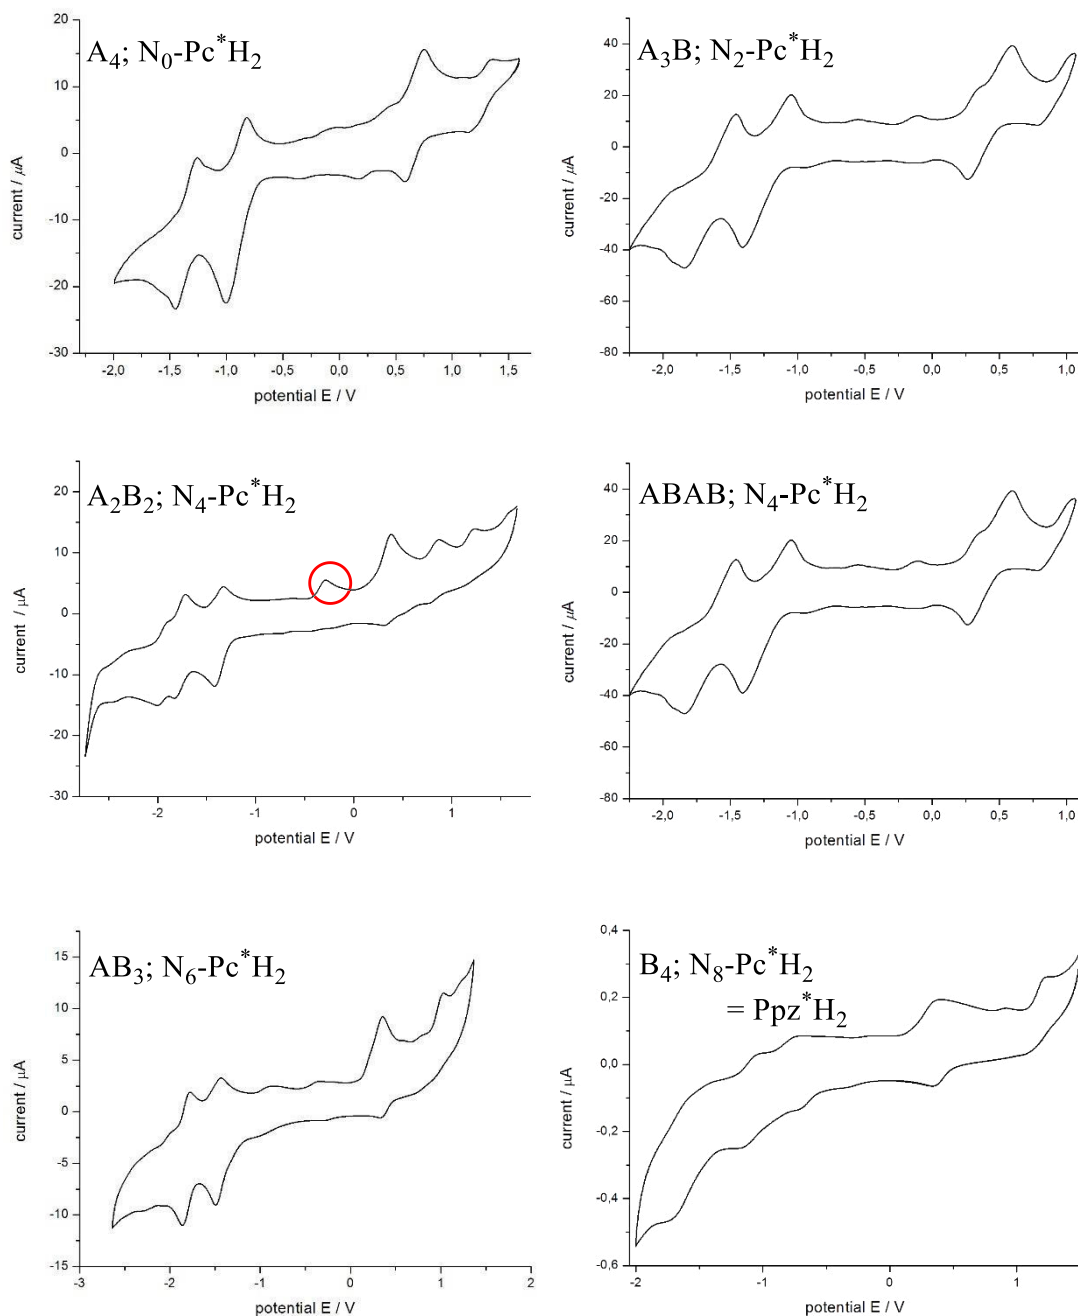 A₄; N₀-Pc*H₂
20
10
0
-10
-20
-30
current / μA
-2,0 -1,5 -1,0 -0,5 0,0 0,5 1,0 1,5
potential E / V
A₃B; N₂-Pc*H₂
40
20
0
-20
-40
-60
-80
current / μA
-2,0 -1,5 -1,0 -0,5 0,0 0,5 1,0
potential E / V
A₂B₂; N₄-Pc*H₂
20
10
0
-10
-20
-30
current / μA
-2 -1 0 1
potential E / V
ABAB; N₄-Pc*H₂
40
20
0
-20
-40
-60
-80
current / μA
-2,0 -1,5 -1,0 -0,5 0,0 0,5 1,0
potential E / V
AB₃; N₆-Pc*H₂
15
10
5
0
-5
-10
-15
current / μA
-3 -2 -1 0 1 2
potential E / V
B₄; N₈-Pc*H₂
= Ppz*H₂
0,4
0,2
0,0
-0,2
-0,4
-0,6
current / μA
-2 -1 0 1
potential E / V